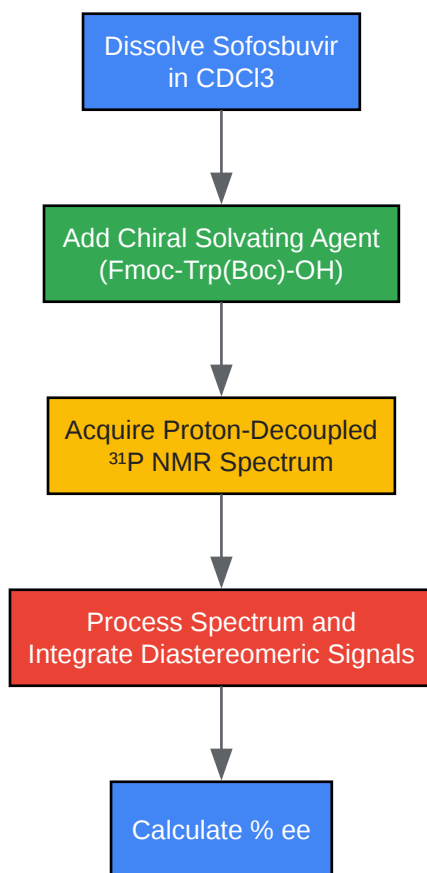 Dissolve Sofosbuvir
in CDCl3
Add Chiral Solvating Agent
(Fmoc-Trp(Boc)-OH)
Acquire Proton-Decoupled
³¹P NMR Spectrum
Process Spectrum and
Integrate Diastereomeric Signals
Calculate % ee